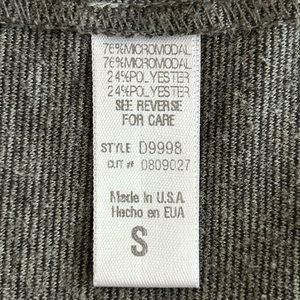 76%MICROMODAL
76%MICROMODAL
24%POLYESTER
24%POLYESTER
SEE REVERSE
FOR CARE
STYLE D9998
CUT # 0809027
Made In U.S.A.
Hecho en EUA
S